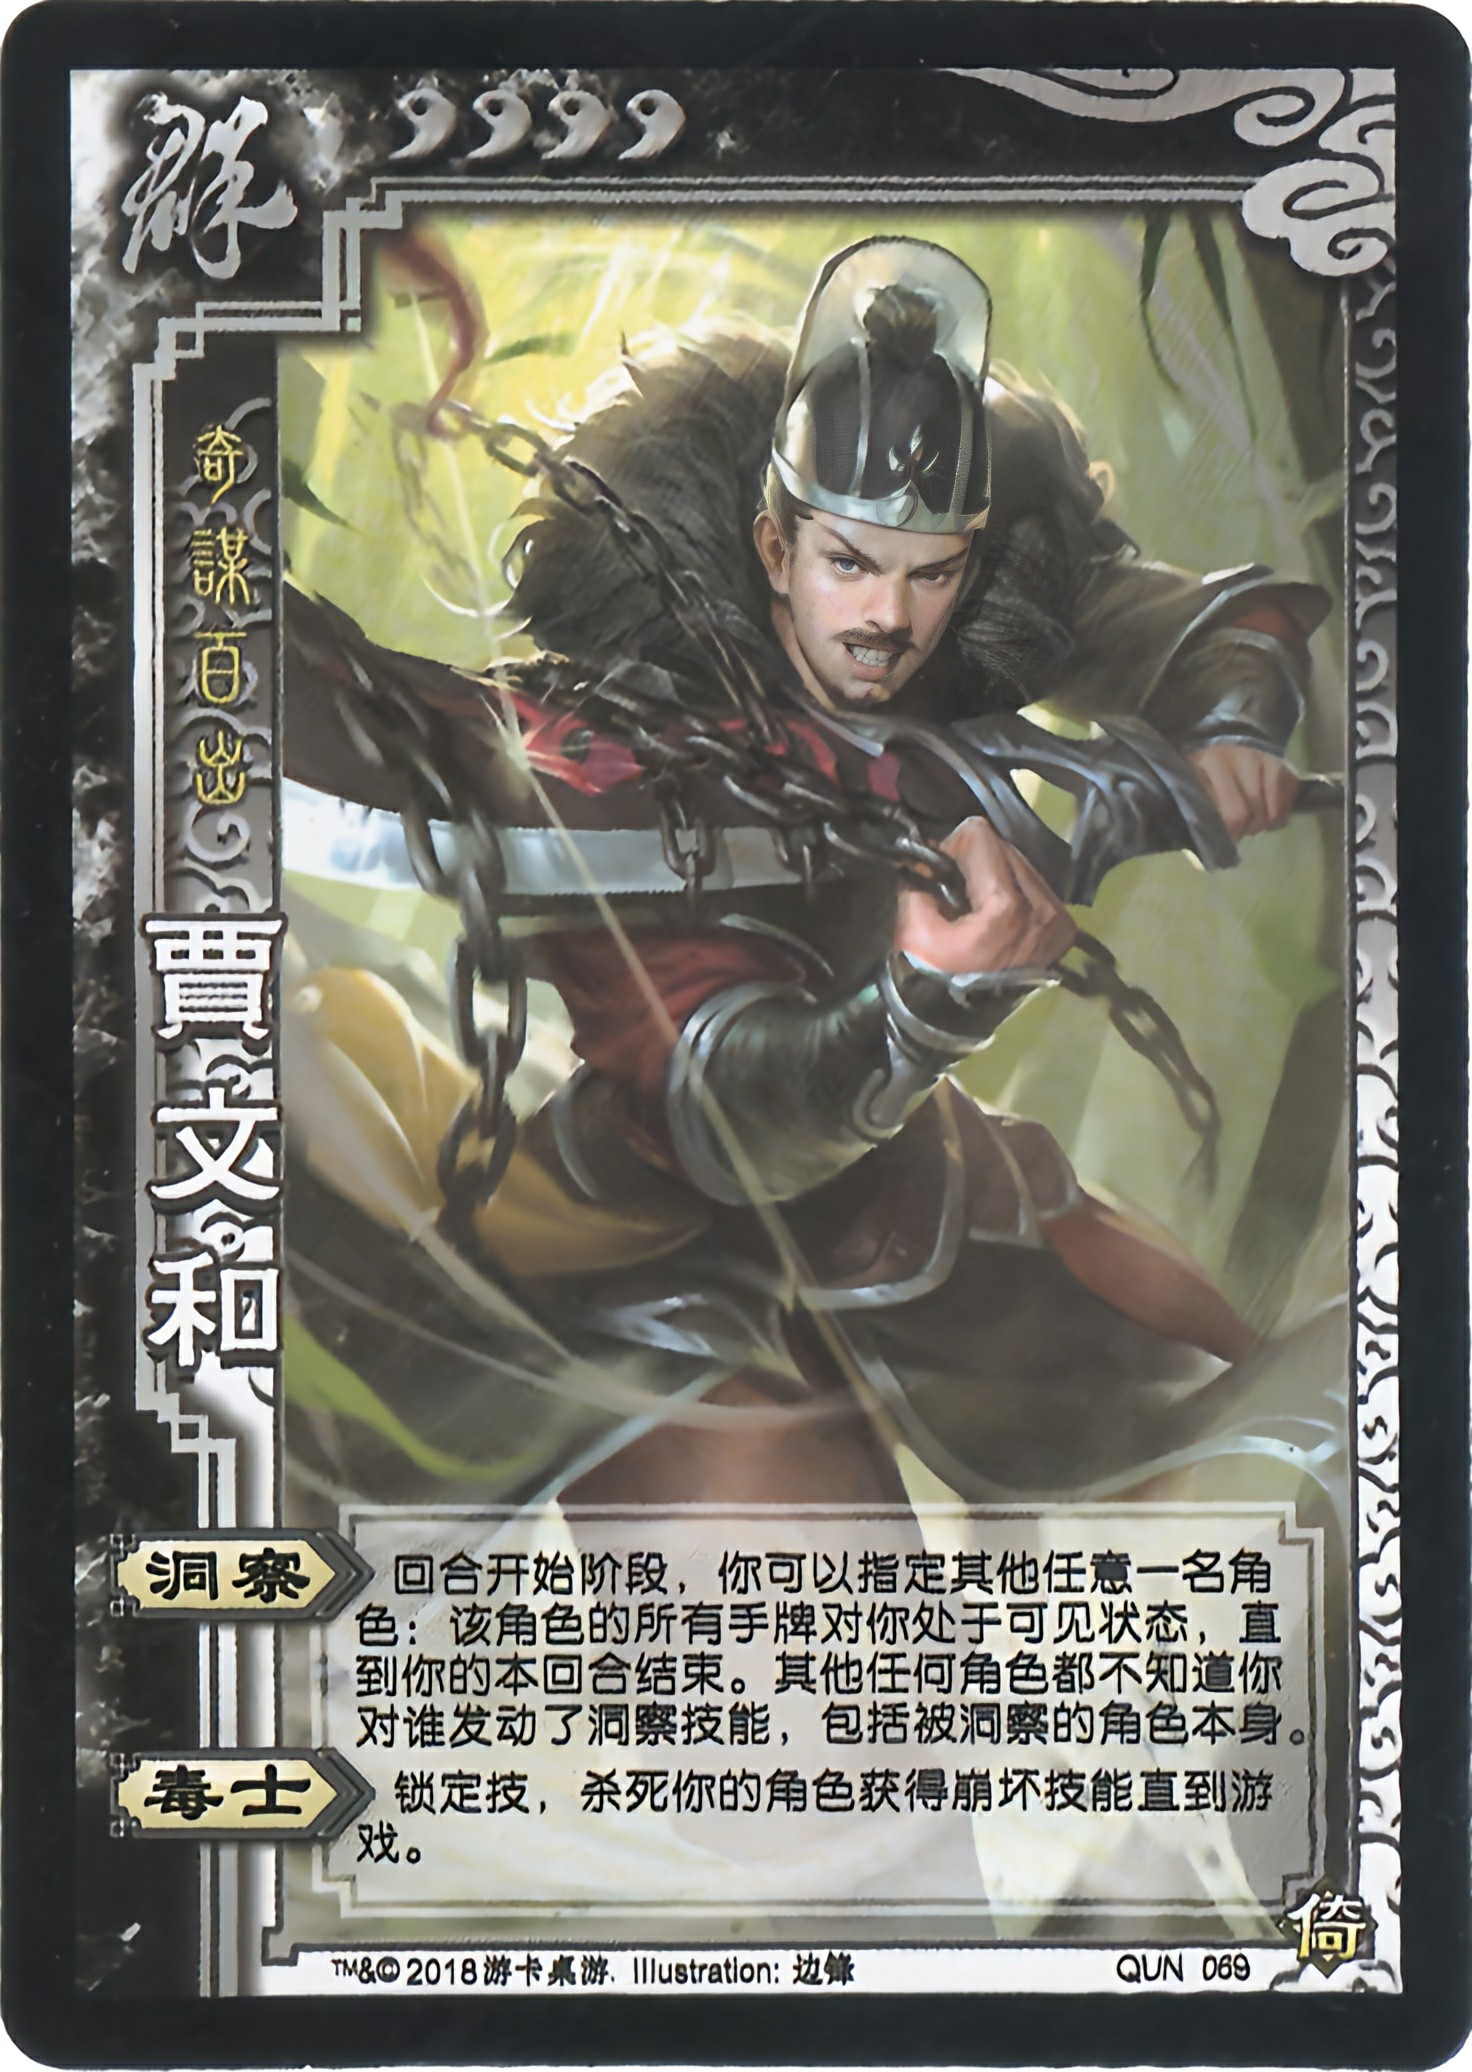 群
奇謀百出
賈文和
洞察
回合开始阶段，你可以指定其他任意一名角
色：该角色的所有手牌对你处于可见状态，直
到你的本回合结束。其他任何角色都不知道你
对谁发动了洞察技能，包括被洞察的角色本身。
毒士
锁定技，杀死你的角色获得崩坏技能直到游
戏。
倚
™&©2018游卡桌游. Illustration: 边锋
QUN 069